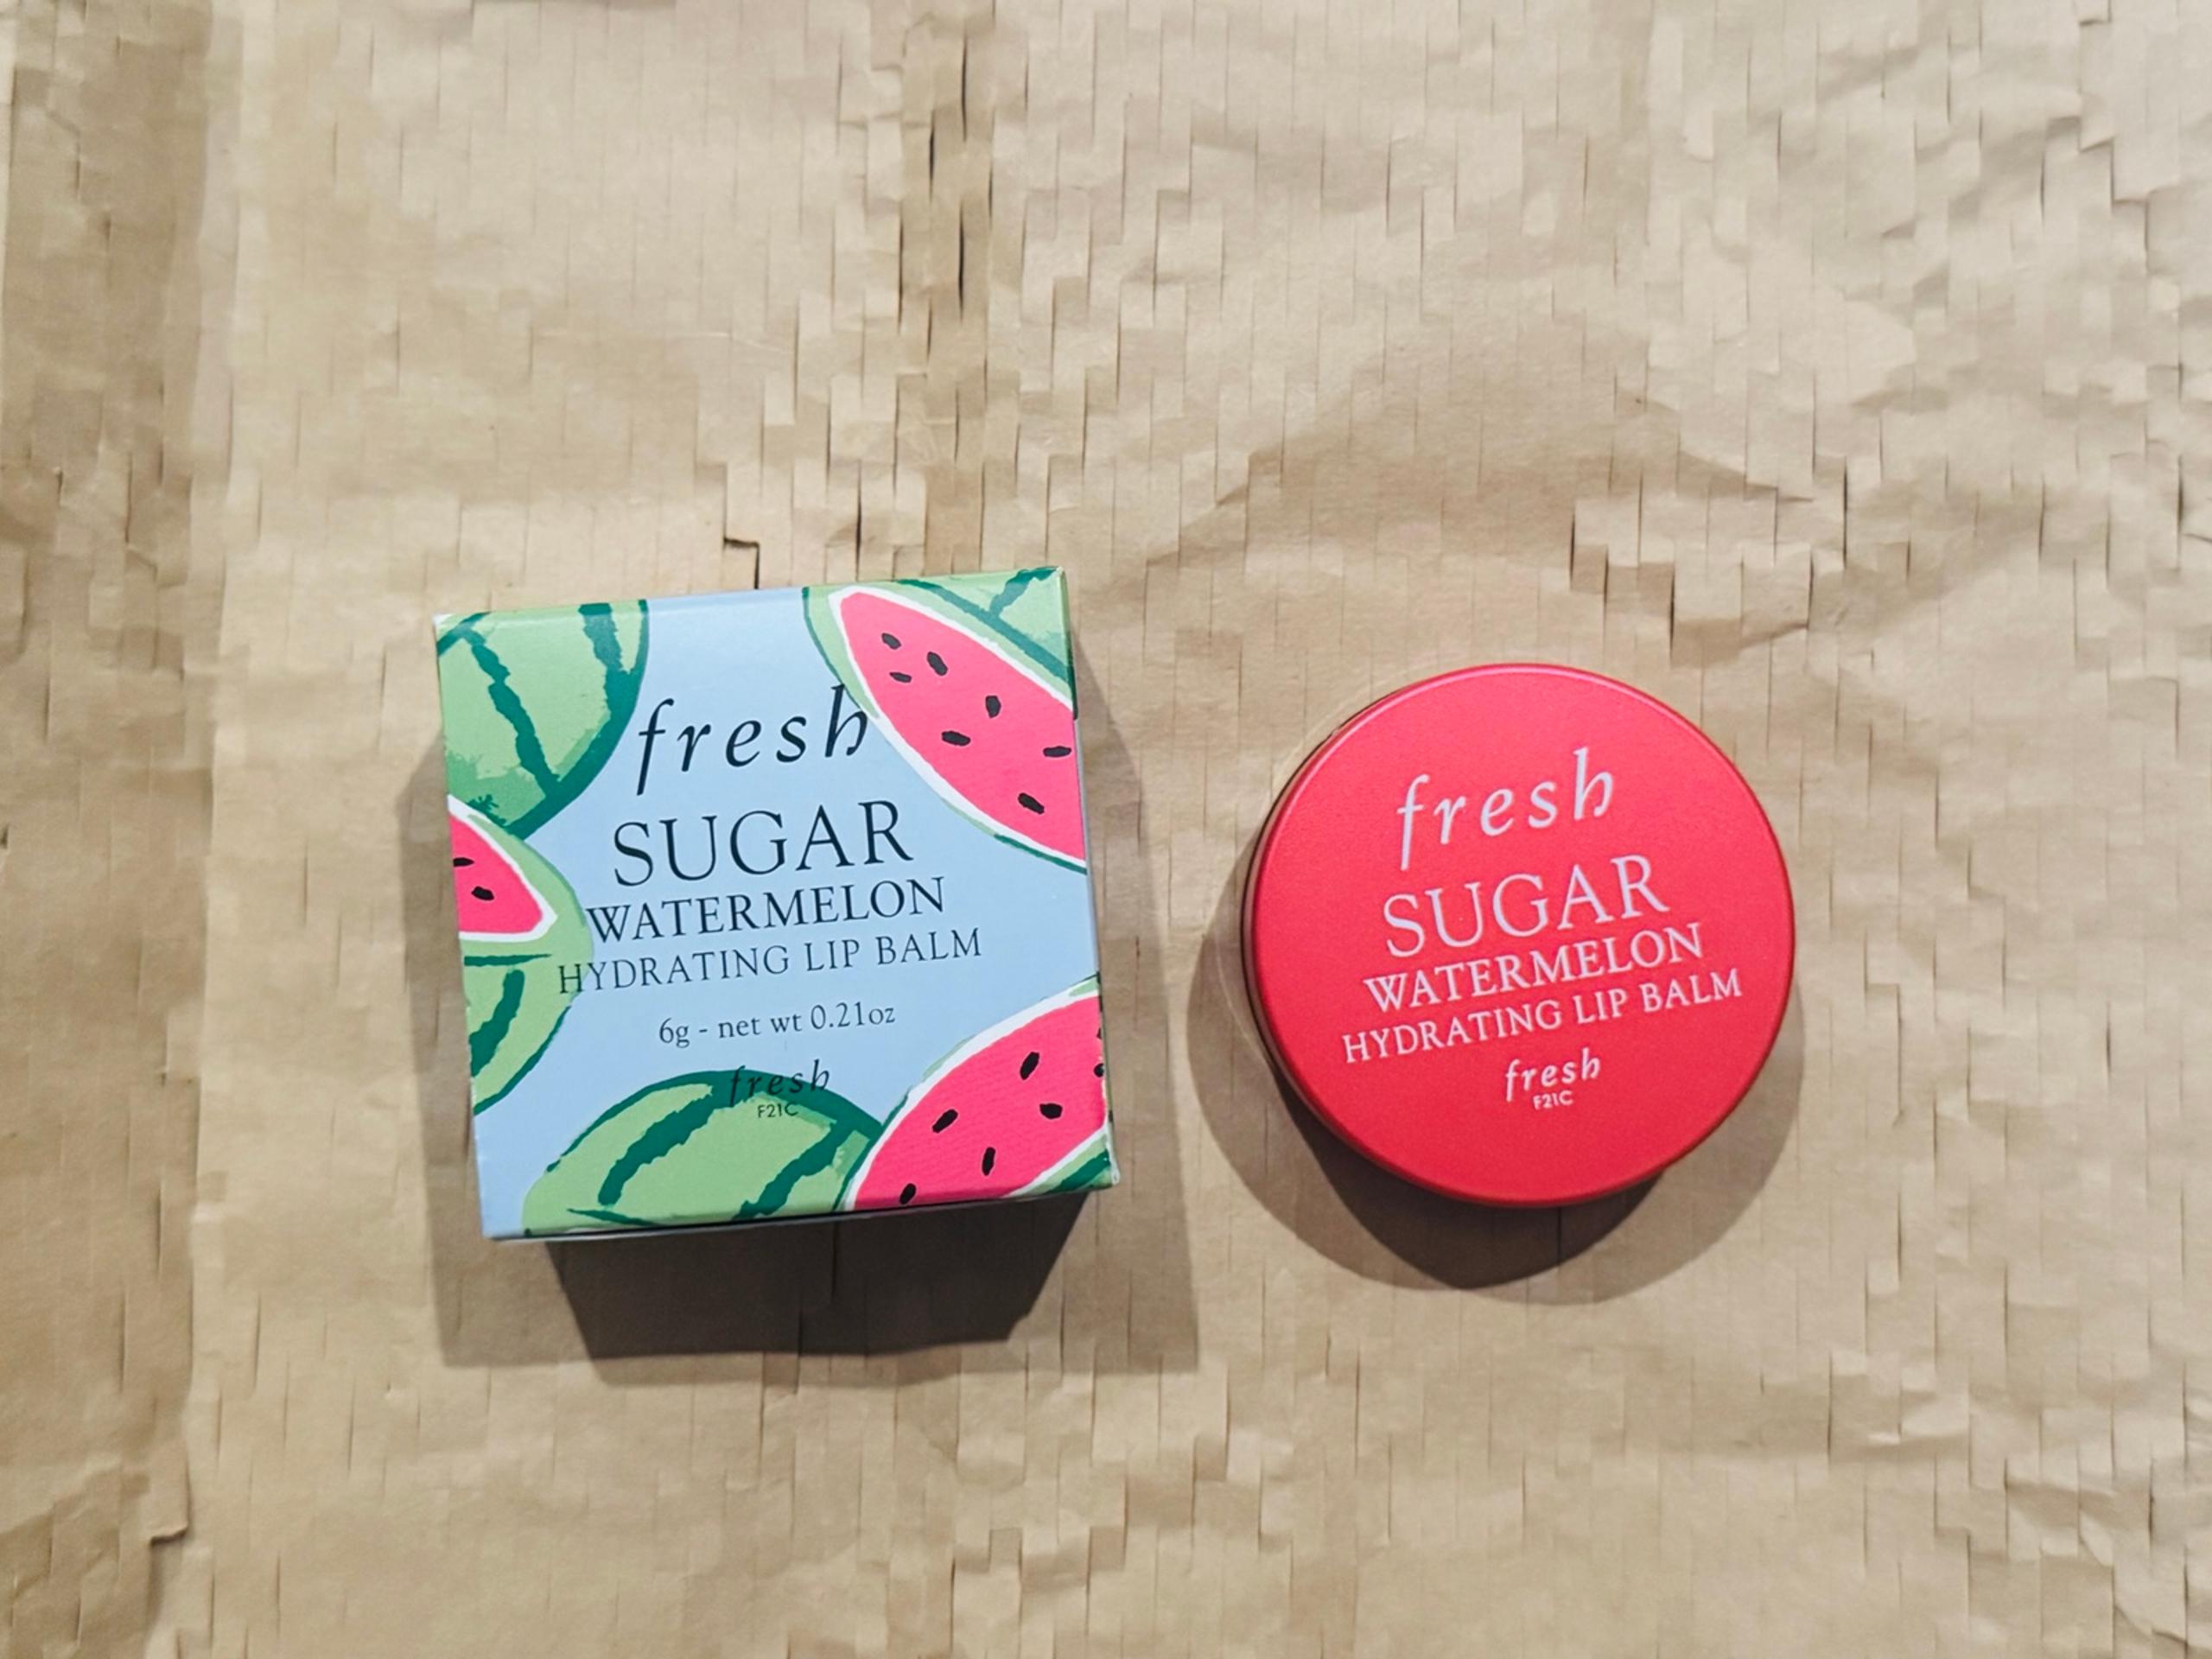 fresh
SUGAR
WATERMELON
HYDRATING LIP BALM
6g - net wt 0.21oz
fresh
F21C
fresh
SUGAR
WATERMELON
HYDRATING LIP BALM
fresh
F21C